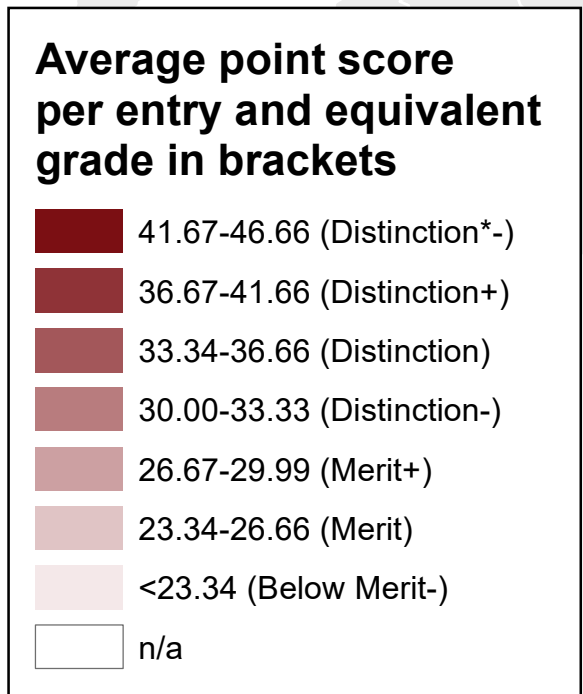 Average point score
per entry and equivalent
grade in brackets
41.67-46.66 (Distinction*-)
36.67-41.66 (Distinction+)
33.34-36.66 (Distinction)
30.00-33.33 (Distinction-)
26.67-29.99 (Merit+)
23.34-26.66 (Merit)
<23.34 (Below Merit-)
n/a